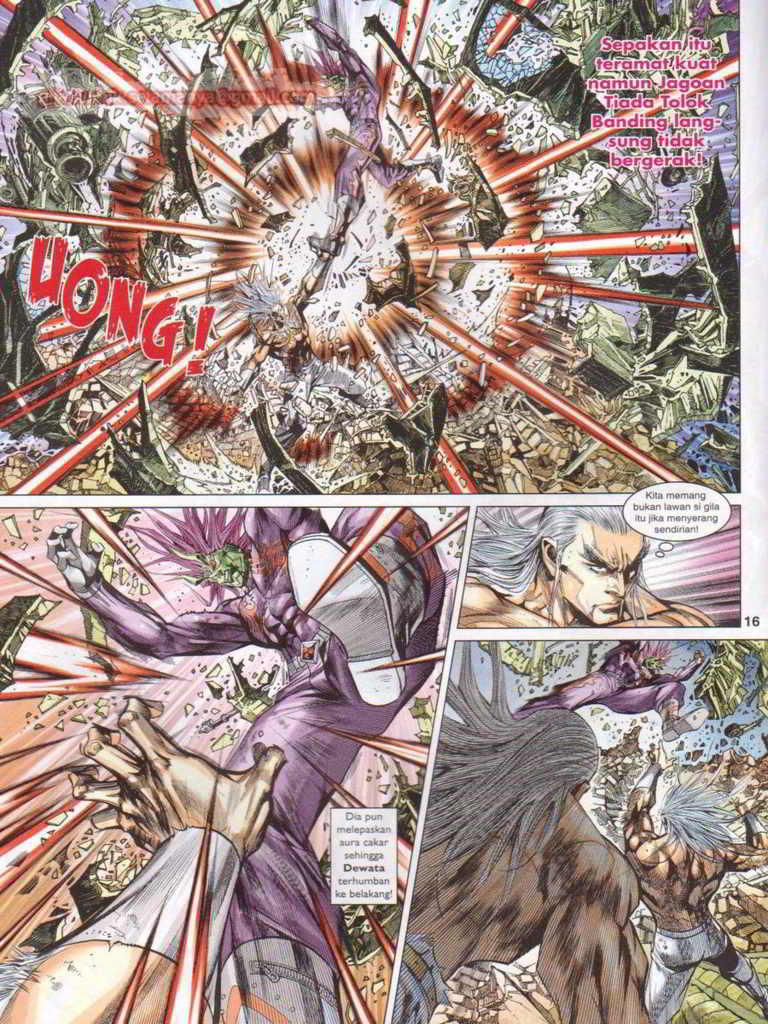 Sepakan itu
teramat kuat
namun Jagoan
Tiada Tolok
Banding lang-
sung tidak
bergerak!
UONG!
Kita memang
bukan lawan si gila
itu jika menyerang
sendirian!
16
Dia pun
melepaskan
aura cakar
sehingga
Dewata
terhumban
ke belakang!